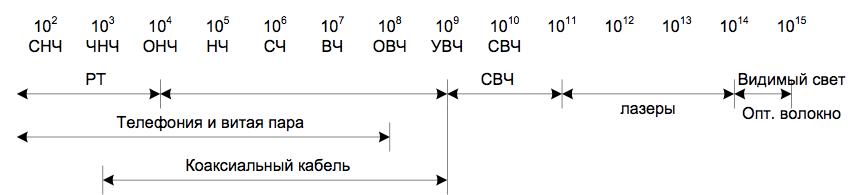 10² 10³ 10⁴ 10⁵ 10⁶ 10⁷ 10⁸ 10⁹ 10¹⁰ 10¹¹ 10¹² 10¹³ 10¹⁴ 10¹⁵
СНЧ ЧНЧ ОНЧ НЧ СЧ ВЧ ОВЧ УВЧ СВЧ
РТ СВЧ Видимый свет
лазеры Опт. волокно
Телефония и витая пара
Коаксиальный кабель